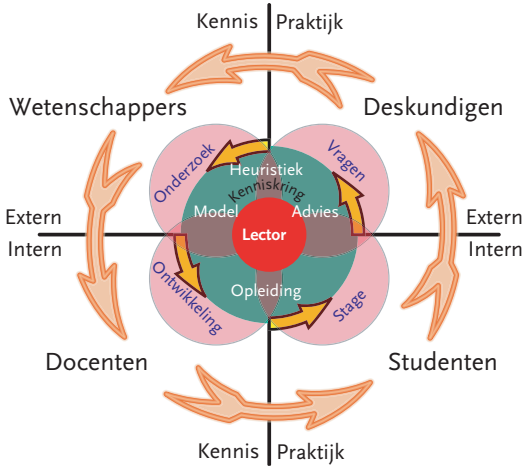 Kennis Praktijk
Wetenschappers Deskundigen
Onderzoek Vragen
Heuristiek
Kenniskring
Model Advies
Extern Extern
Lector
Intern Intern
Opleiding
Ontwikkeling Stage
Docenten Studenten
Kennis Praktijk